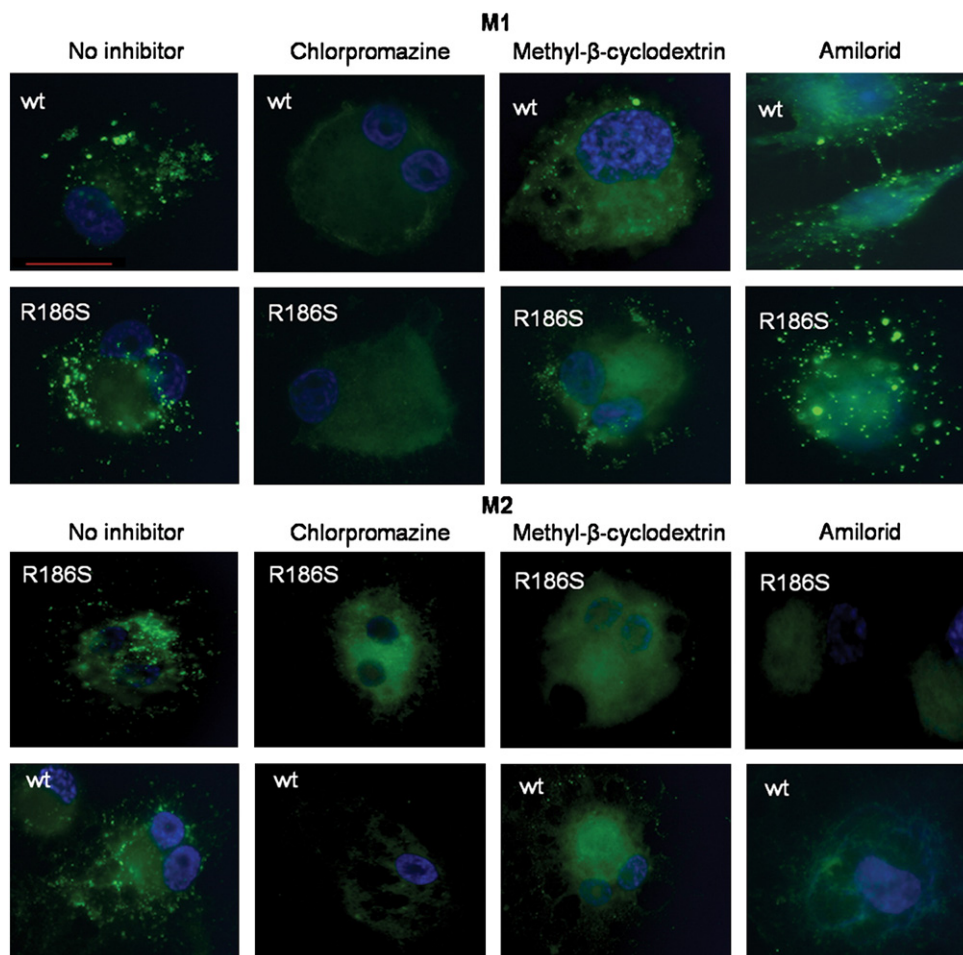 M1
No inhibitor Chlorpromazine Methyl-β-cyclodextrin Amilorid
wt wt wt wt
R186S R186S R186S R186S
M2
No inhibitor Chlorpromazine Methyl-β-cyclodextrin Amilorid
R186S R186S R186S R186S
wt wt wt wt